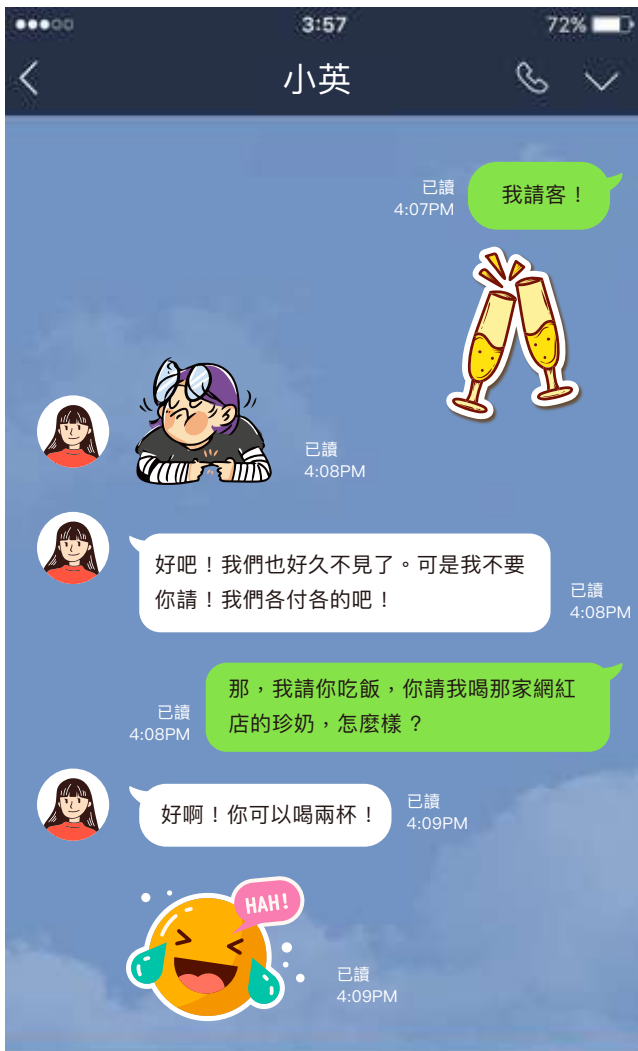 3:57
72%
小英
我請客！
已讀
4:07PM
已讀
4:08PM
好吧！我們也好久不見了。可是我不要
你請！我們各付各的吧！
已讀
4:08PM
那，我請你吃飯，你請我喝那家網紅
店的珍奶，怎麼樣？
已讀
4:08PM
好啊！你可以喝兩杯！
已讀
4:09PM
HAH!
已讀
4:09PM